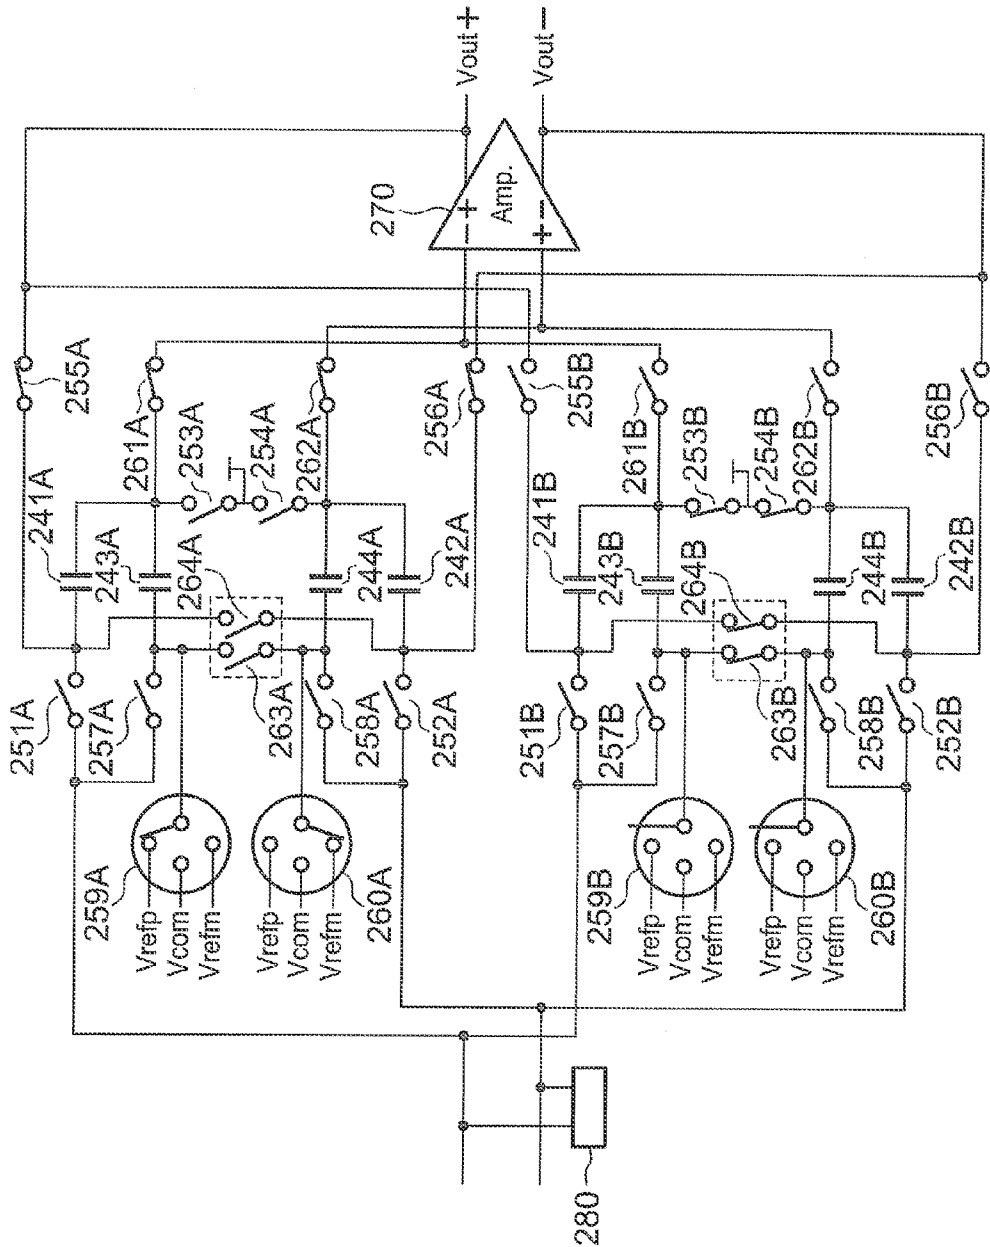 Vout+
Vout−
270
Amp.
+
−
−
+
255A
261A
253A
254A
262A
256A
255B
261B
253B
254B
262B
256B
241A
243A
264A
244A
242A
241B
243B
264B
244B
242B
251A
257A
263A
258A
252A
251B
257B
263B
258B
252B
259A
Vrefp
Vcom
Vrefm
Vrefp
Vcom
Vrefm
260A
259B
Vrefp
Vcom
Vrefm
Vrefp
Vcom
Vrefm
260B
280